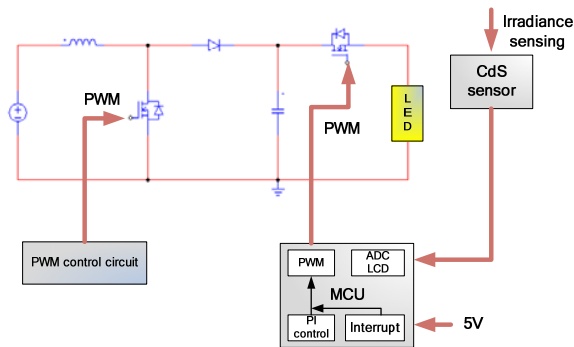 Irradiance
sensing
CdS
sensor
PWM
PWM
L
E
D
PWM control circuit
PWM
ADC
LCD
MCU
PI
control
Interrupt
5V